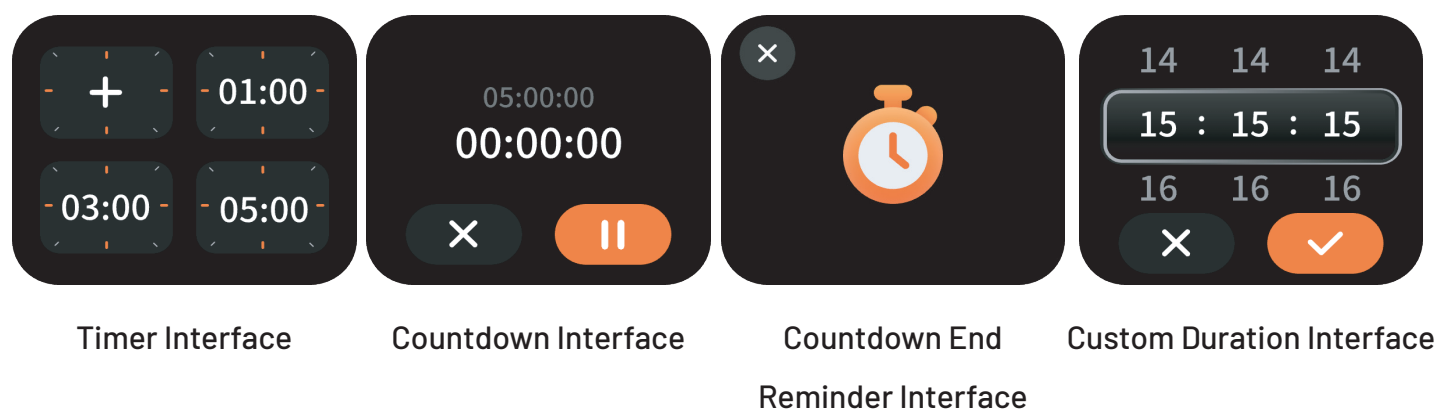 +
01:00
03:00
05:00
Timer Interface
05:00:00
00:00:00
Countdown Interface
Countdown End
Reminder Interface
14 14 14
15 : 15 : 15
16 16 16
Custom Duration Interface